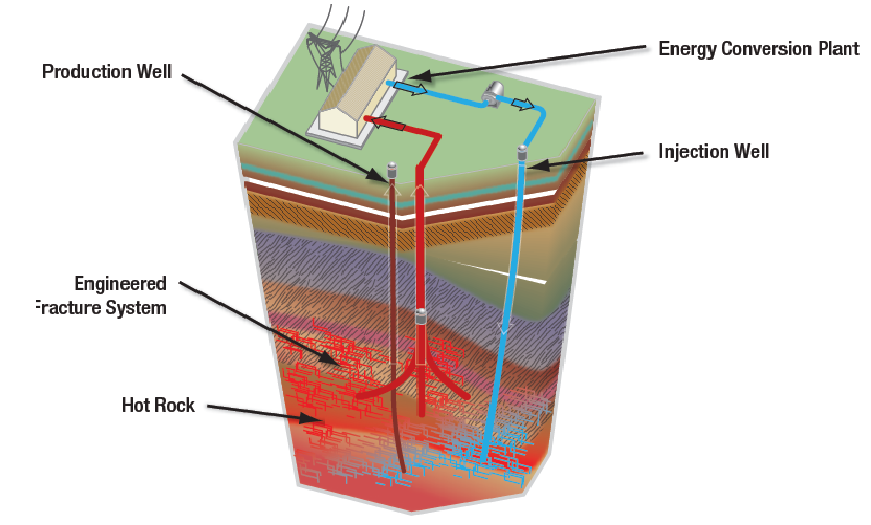 Energy Conversion Plant
Production Well
Injection Well
Engineered
Fracture System
Hot Rock